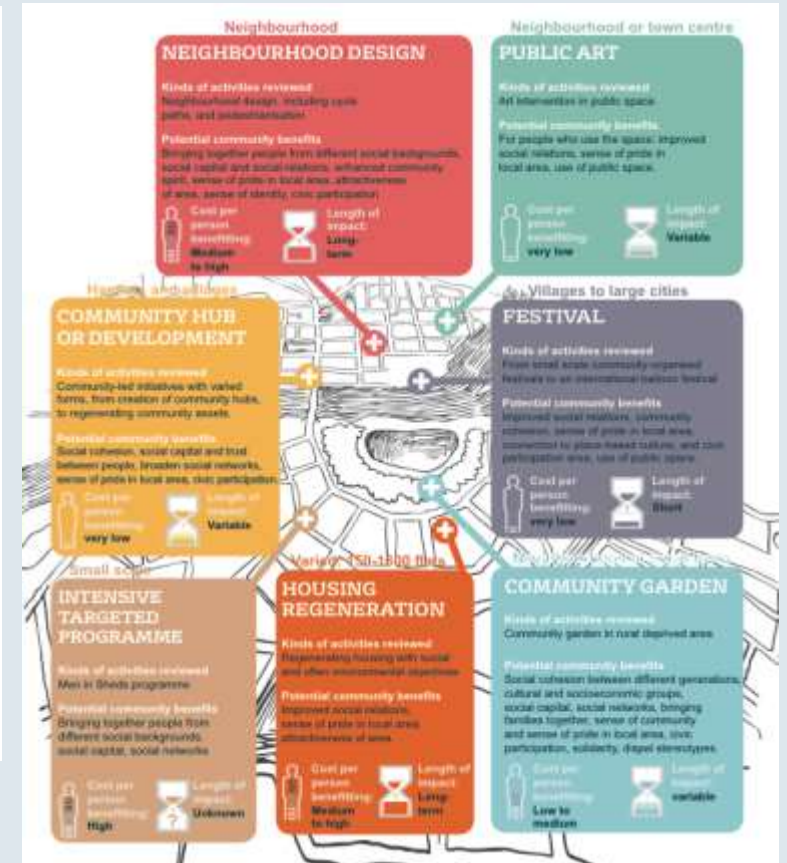 Neighbourhood
NEIGHBOURHOOD DESIGN
Kinds of activities reviewed
Neighbourhood design, including cycle
paths, and pedestrianisation
Potential community benefits
Bringing together people from different social backgrounds,
social capital and social relations, enhanced community
spirit, sense of pride in local area, attractiveness
of area, sense of identity, civic participation
Cost per
person
benefitting:
Medium
to high
Length of
impact:
Long-
term
Neighbourhood or town centre
PUBLIC ART
Kinds of activities reviewed
Art intervention in public space
Potential community benefits
For people who use the space: improved
social relations, sense of pride in
local area, use of public space.
Cost per
person
benefitting:
very low
Length of
impact:
Variable
COMMUNITY HUB
OR DEVELOPMENT
Kinds of activities reviewed
Community-led initiatives with varied
forms, from creation of community hubs,
to regenerating community assets.
Potential community benefits
Social cohesion, social capital and trust
between people, broaden social networks,
sense of pride in local area, civic participation
Cost per
person
benefitting:
very low
Length of
impact:
Variable
Villages to large cities
FESTIVAL
Kinds of activities reviewed
From small scale community-organised
festivals to an international festival
Potential community benefits
Improved social relations, community
cohesion, sense of pride in local area,
connection to place-based culture, and civic
participation area, use of public space
Cost per
person
benefitting:
very low
Length of
impact:
Short
Small scale
INTENSIVE
TARGETED
PROGRAMME
Kinds of activities reviewed
Men in Sheds programme
Potential community benefits
Bringing together people from
different social backgrounds,
social capital, social networks
Cost per
person
benefitting:
High
Length of
impact:
?
Unknown
HOUSING
REGENERATION
Kinds of activities reviewed
Regenerating housing with social
and often environmental objectives
Potential community benefits
Improved social relations,
sense of pride in local area,
attractiveness of area
Cost per
person
benefitting:
Medium
to high
Length of
impact:
Long-
term
COMMUNITY GARDEN
Kinds of activities reviewed
Community garden in rural deprived area
Potential community benefits
Social cohesion between different generations,
cultural and socioeconomic groups,
social capital, social networks, bringing
families together, sense of community
and sense of pride in local area, civic
participation, solidarity, dispel stereotypes.
Cost per
person
benefitting:
Low to
medium
Length of
impact:
variable